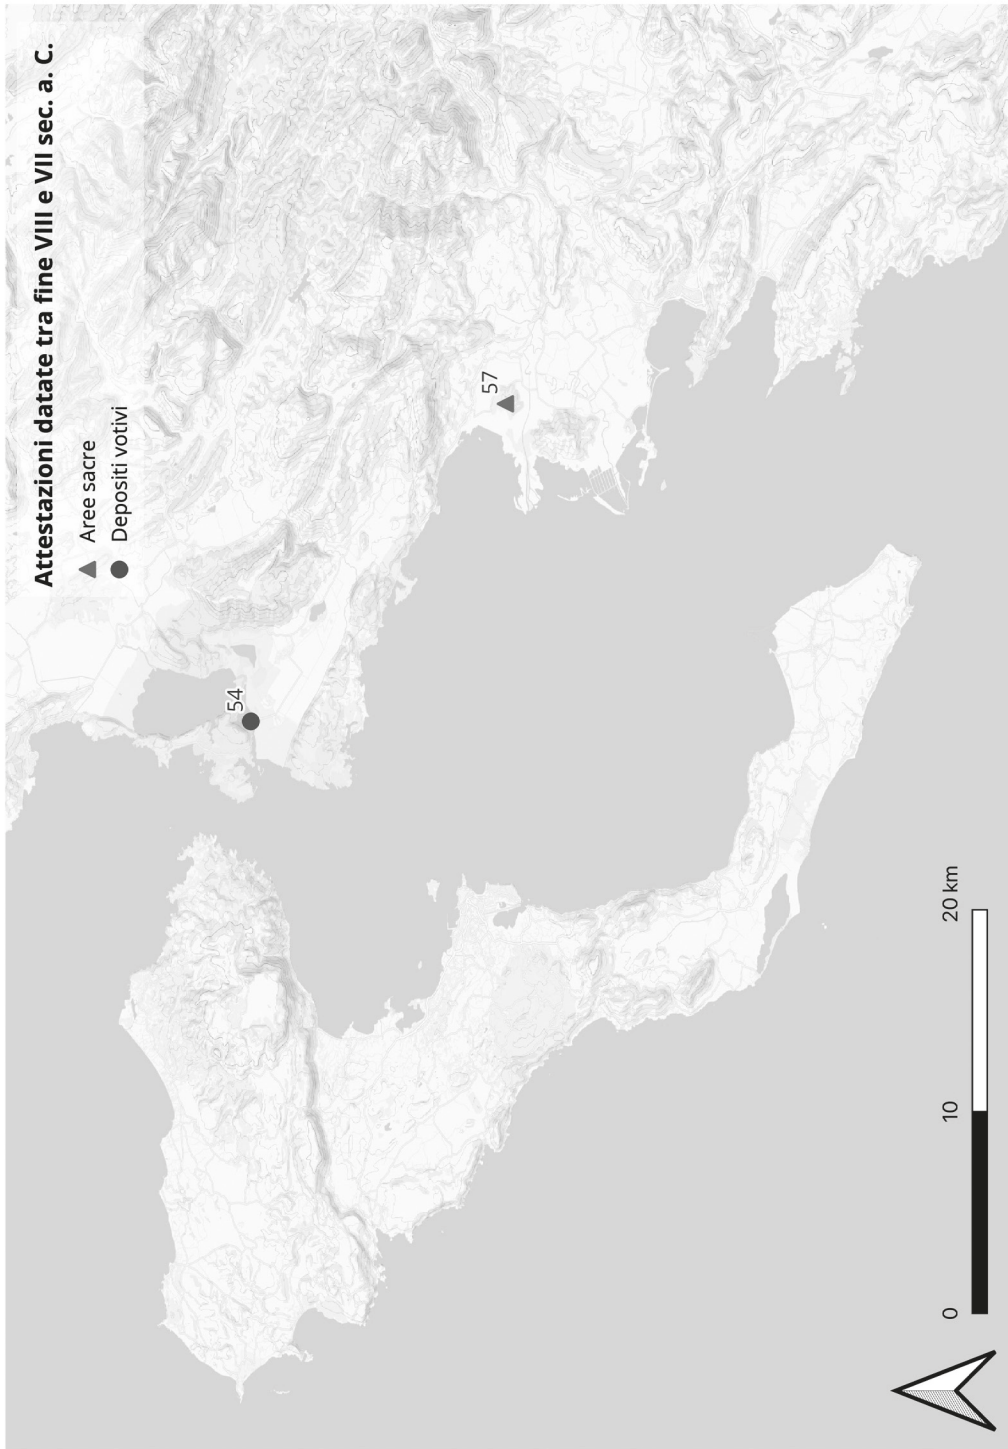 Attestazioni datate tra fine VIII e VII sec. a. C.
Aree sacre
Depositi votivi
54
57
0 10 20 km